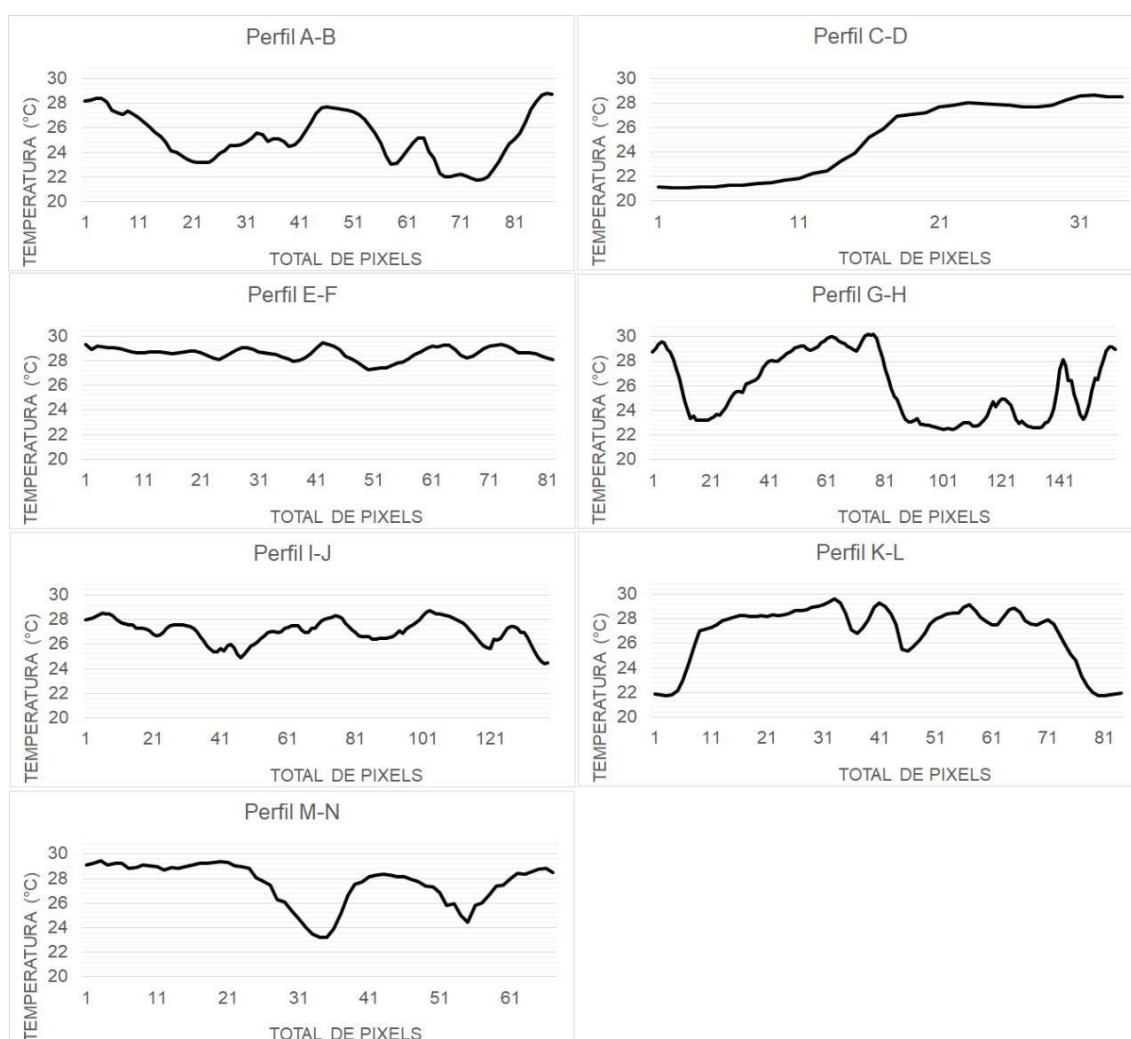 Perfil A-B
TEMPERATURA (°C)
30
28
26
24
22
20
1 11 21 31 41 51 61 71 81
TOTAL DE PIXELS
Perfil C-D
TEMPERATURA (°C)
30
28
26
24
22
20
1 11 21 31
TOTAL DE PIXELS
Perfil E-F
TEMPERATURA (°C)
30
28
26
24
22
20
1 11 21 31 41 51 61 71 81
TOTAL DE PIXELS
Perfil G-H
TEMPERATURA (°C)
30
28
26
24
22
20
1 21 41 61 81 101 121 141
TOTAL DE PIXELS
Perfil I-J
TEMPERATURA (°C)
30
28
26
24
22
20
1 21 41 61 81 101 121
TOTAL DE PIXELS
Perfil K-L
TEMPERATURA (°C)
30
28
26
24
22
20
1 11 21 31 41 51 61 71 81
TOTAL DE PIXELS
Perfil M-N
TEMPERATURA (°C)
30
28
26
24
22
20
1 11 21 31 41 51 61
TOTAL DE PIXELS